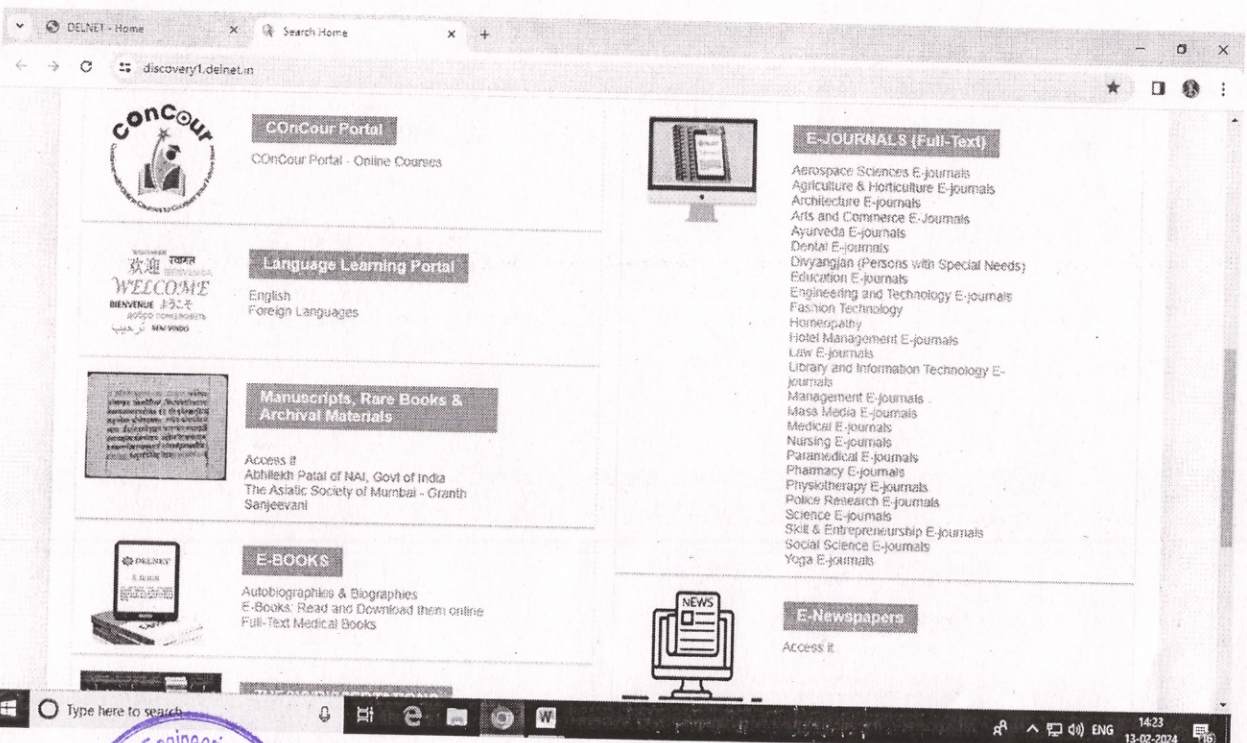 DELNET - Home
Search Home
discovery1.delnet.in
COnCour
COnCour Portal
COnCour Portal - Online Courses
欢迎 स्वागत
WELCOME
BIENVENUE ようこそ
добро пожаловать
Language Learning Portal
English
Foreign Languages
Manuscripts, Rare Books &
Archival Materials
Access it
Abhilekh Patal of NAI, Govt of India
The Asiatic Society of Mumbai - Granth
Sanjeevani
DELNET
E-BOOKS
Autobiographies & Biographies
E-Books: Read and Download them online
Full-Text Medical Books
E-JOURNALS (Full-Text)
Aerospace Sciences E-journals
Agriculture & Horticulture E-journals
Architecture E-journals
Arts and Commerce E-Journals
Ayurveda E-journals
Dental E-journals
Divyangjan (Persons with Special Needs)
Education E-journals
Engineering and Technology E-journals
Fashion Technology
Homeopathy
Hotel Management E-journals
Law E-journals
Library and Information Technology E-
journals
Management E-journals
Mass Media E-journals
Medical E-journals
Nursing E-journals
Paramedical E-journals
Pharmacy E-journals
Physiotherapy E-journals
Police Research E-journals
Science E-journals
Skill & Entrepreneurship E-journals
Social Science E-journals
Yoga E-journals
NEWS
E-Newspapers
Access it
Type here to search
ENG
14:23
13-02-2024
16